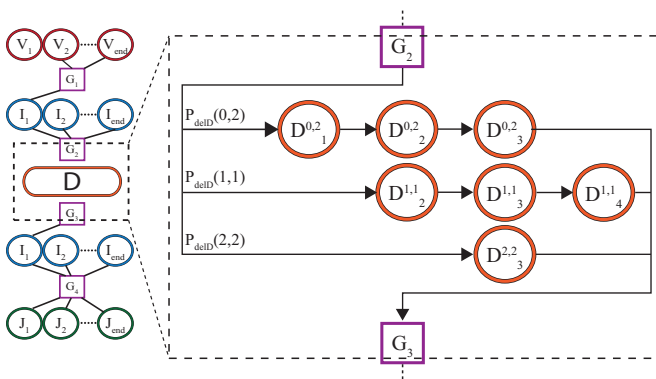 V1 V2 Vend
G1
I1 I2 Iend
G2
D
G3
I1 I2 Iend
G4
J1 J2 Jend
G2
PdelD(0,2) D0,21 D0,22 D0,23
PdelD(1,1) D1,12 D1,13 D1,14
PdelD(2,2) D2,23
G3